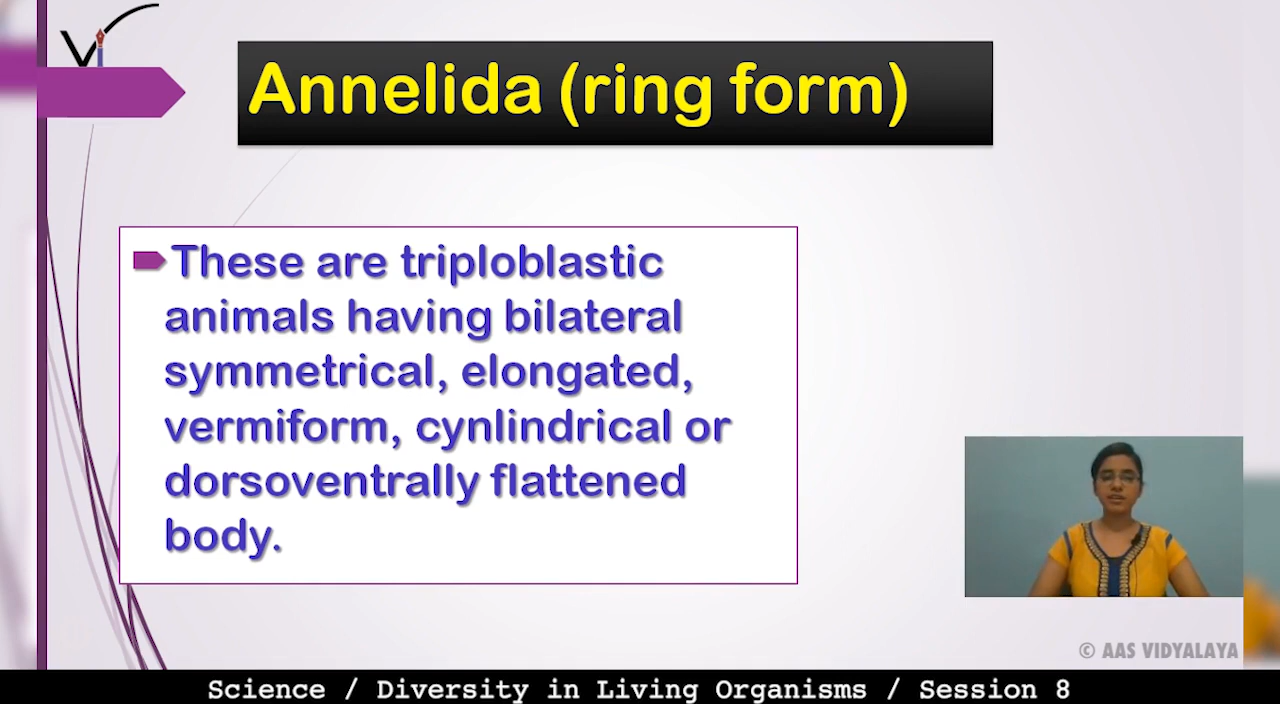 Annelida (ring form)
These are triploblastic
animals having bilateral
symmetrical, elongated,
vermiform, cynlindrical or
dorsoventrally flattened
body.
© AAS VIDYALAYA
Science / Diversity in Living Organisms / Session 8